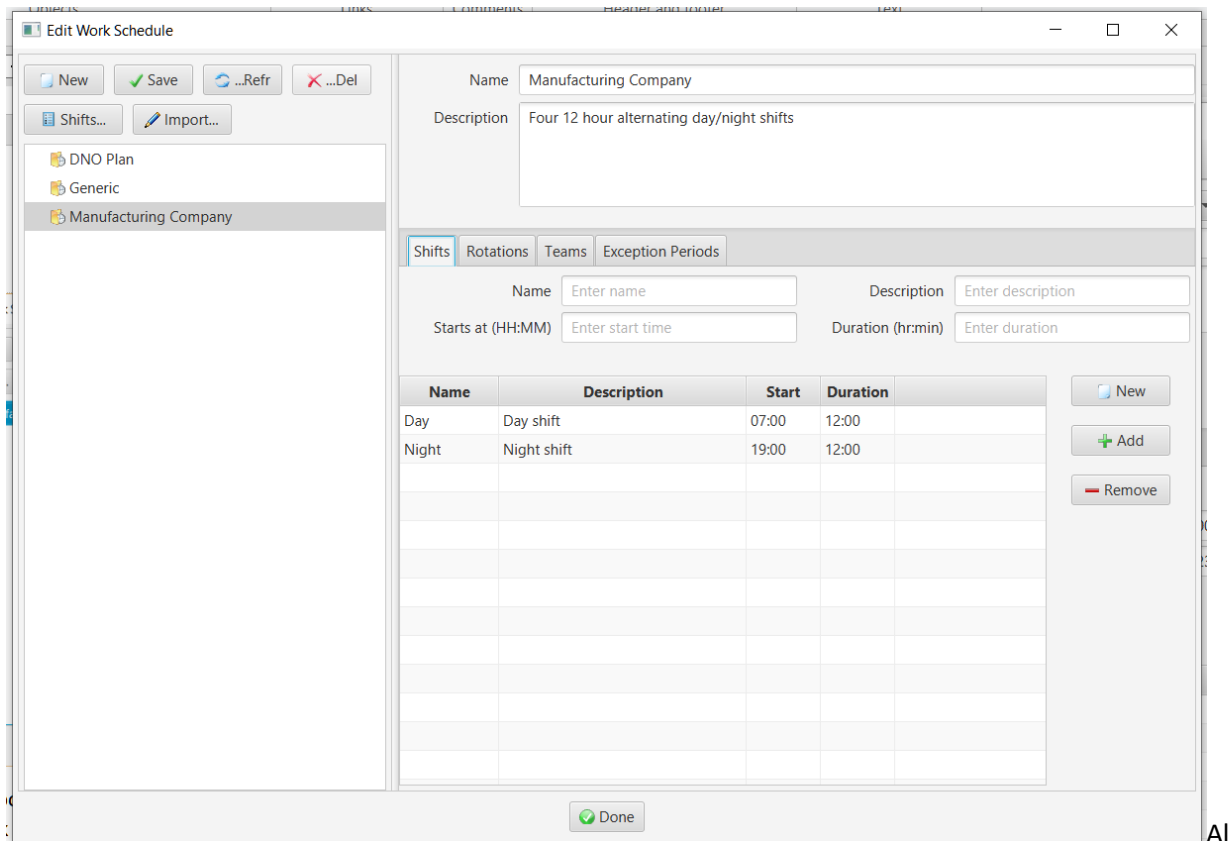 Edit Work Schedule
New Save ...Refr ...Del
Shifts... Import...
DNO Plan
Generic
Manufacturing Company
Name Manufacturing Company
Description Four 12 hour alternating day/night shifts
Shifts Rotations Teams Exception Periods
Name Enter name Description Enter description
Starts at (HH:MM) Enter start time Duration (hr:min) Enter duration
Name Description Start Duration
Day Day shift 07:00 12:00
Night Night shift 19:00 12:00
New
Add
Remove
Done
Al